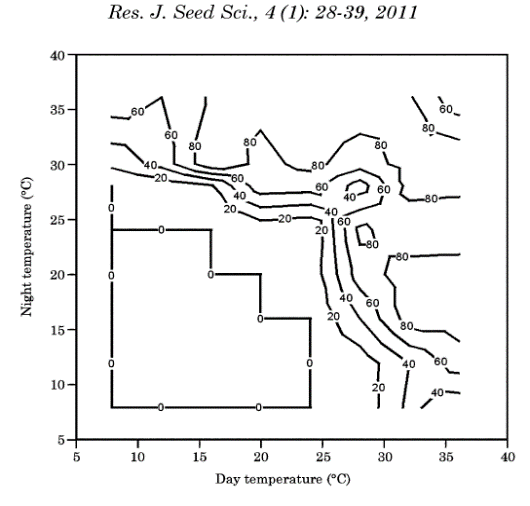 Res. J. Seed Sci., 4 (1): 28-39, 2011
40
35
30
25
20
15
10
5
Night temperature (°C)
60 60 80 80 80 80 60
40 20 60 40 20 20 60 40 60 80
0 0 40 60 20 80 80
0 0 40 60 20 80
0 0 0 40 60 20 40
0 0
5 10 15 20 25 30 35 40
Day temperature (°C)